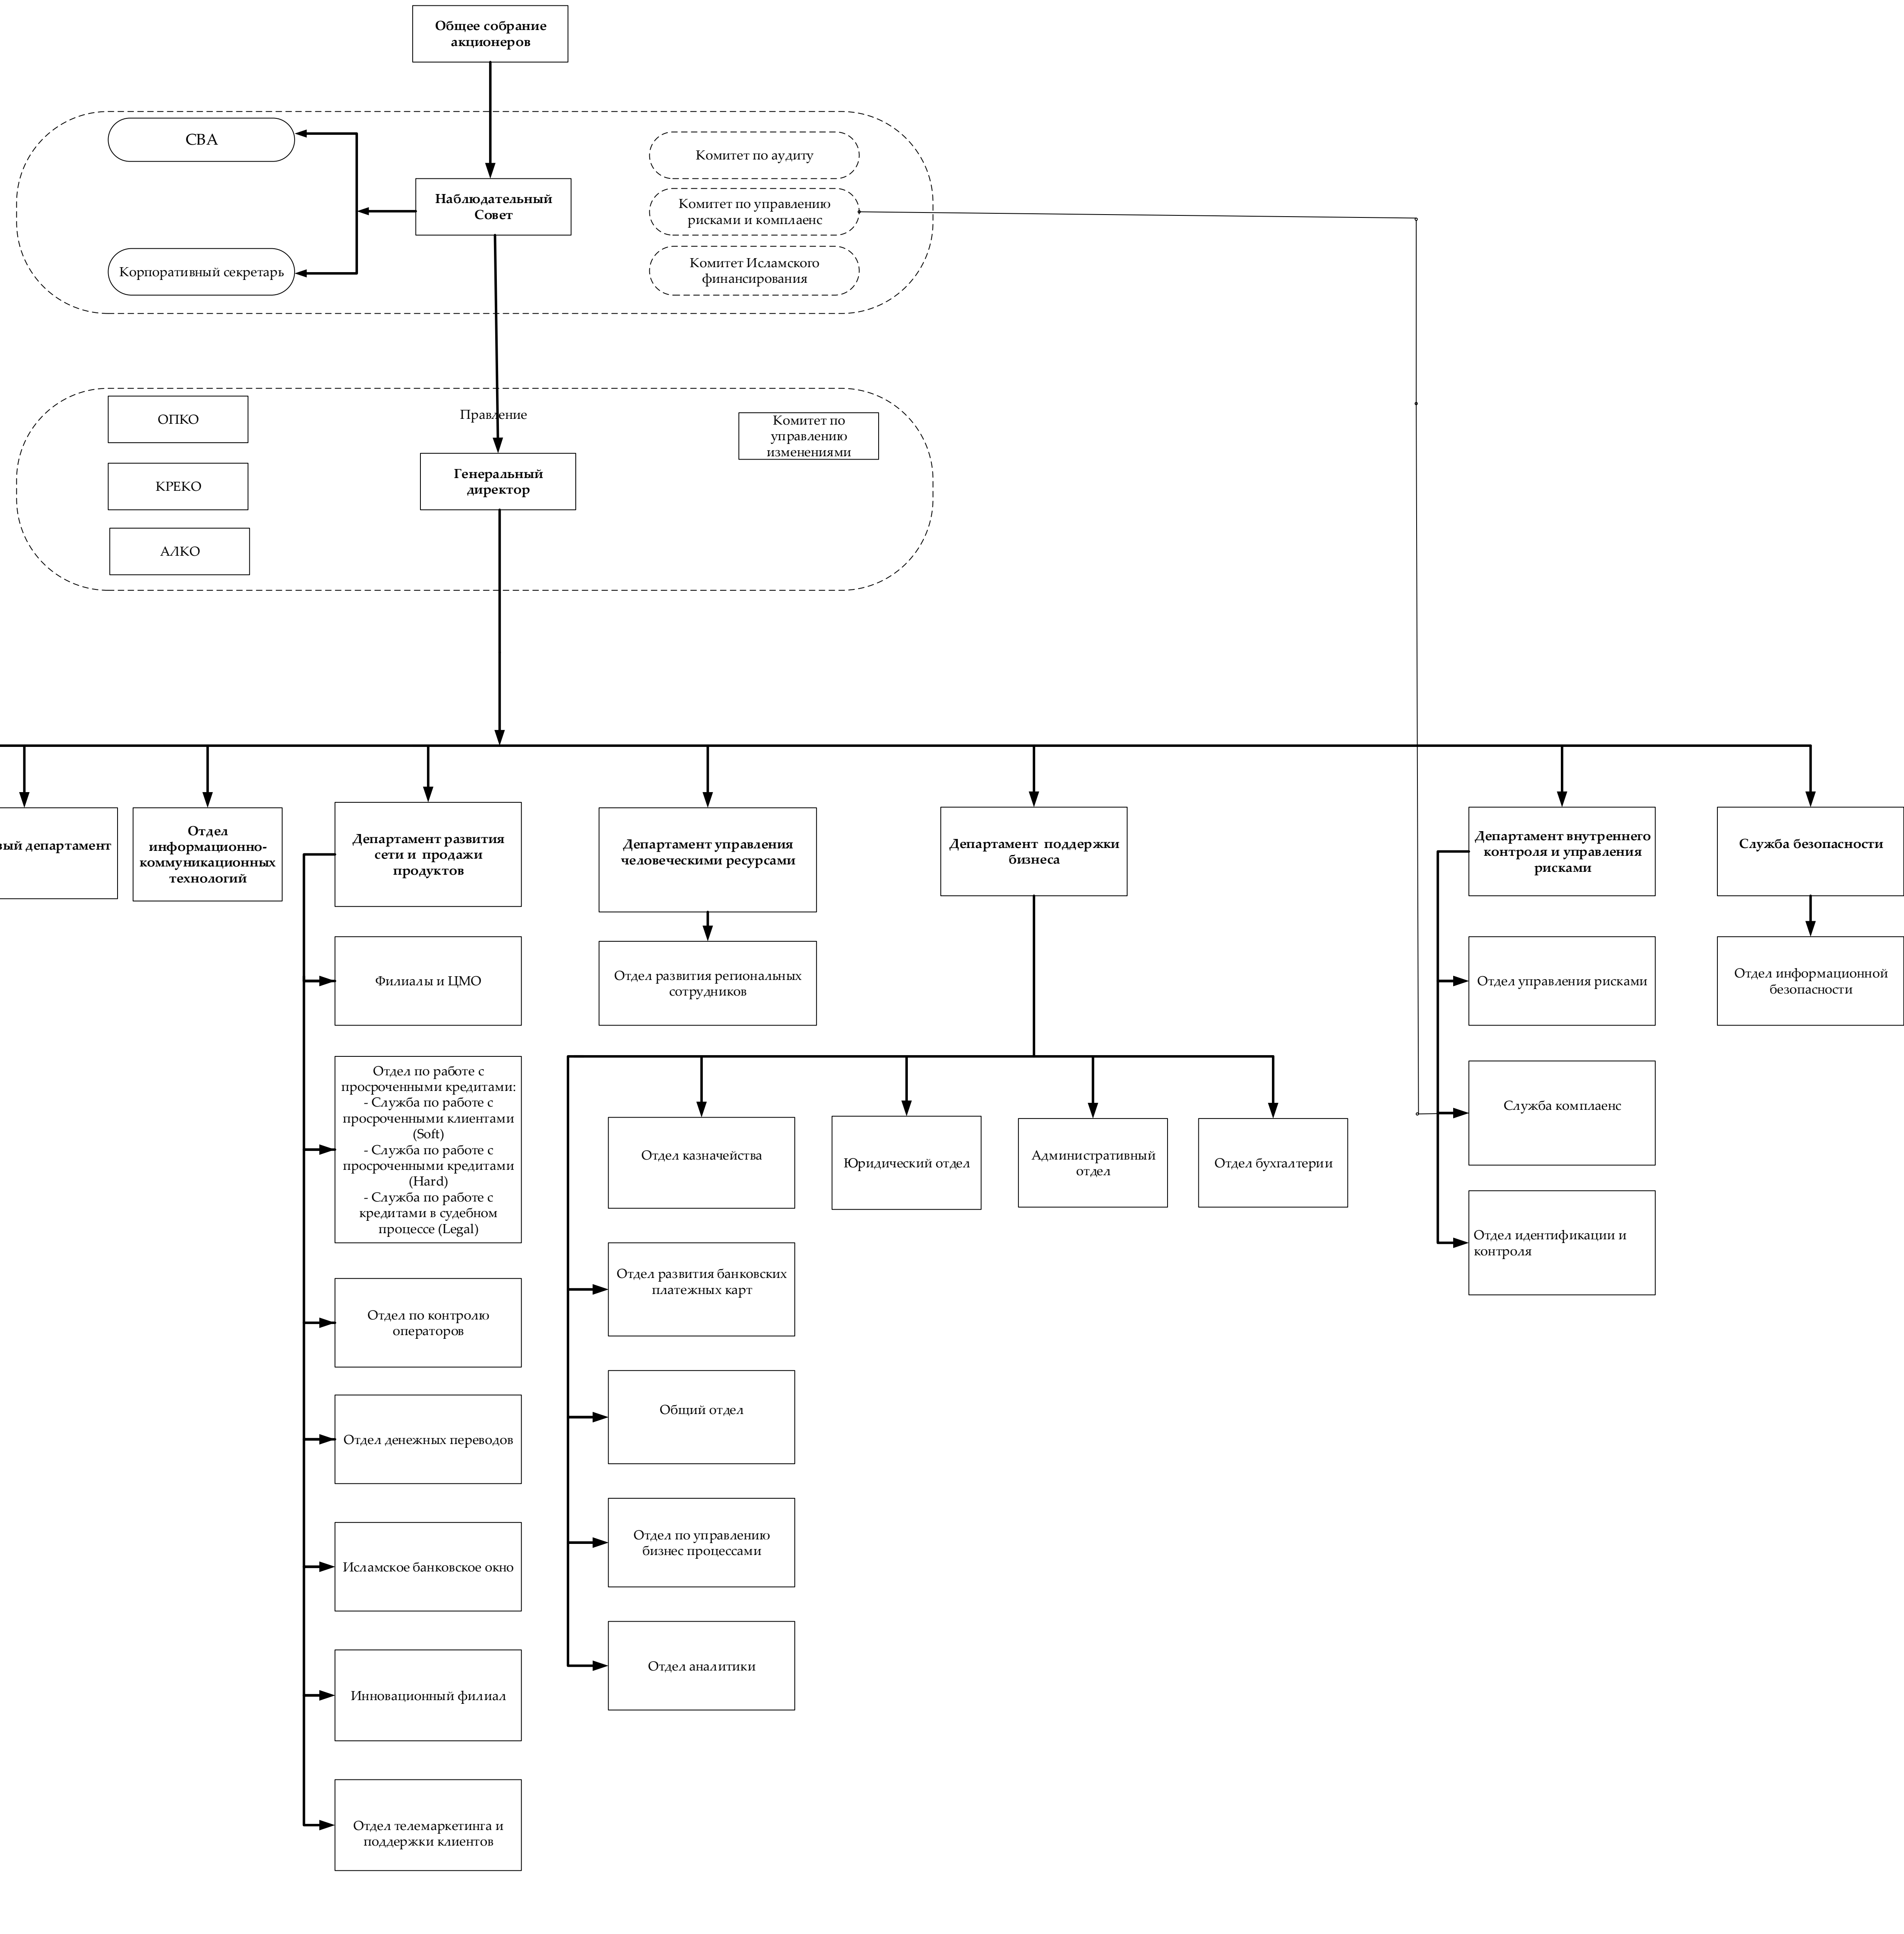 Общее собрание
акционеров
СВА
Наблюдательный
Совет
Корпоративный секретарь
Комитет по аудиту
Комитет по управлению
рисками и комплаенс
Комитет Исламского
финансирования
ОПКО
КРЕКО
АЛКО
Правление
Генеральный
директор
Комитет по
управлению
изменениями
вый департамент
Отдел
информационно-
коммуникационных
технологий
Департамент развития
сети и продажи
продуктов
Департамент управления
человеческими ресурсами
Департамент поддержки
бизнеса
Департамент внутреннего
контроля и управления
рисками
Служба безопасности
Филиалы и ЦМО
Отдел по работе с
просроченными кредитами:
- Служба по работе с
просроченными клиентами
(Soft)
- Служба по работе с
просроченными кредитами
(Hard)
- Служба по работе с
кредитами в судебном
процессе (Legal)
Отдел по контролю
операторов
Отдел денежных переводов
Исламское банковское окно
Инновационный филиал
Отдел телемаркетинга и
поддержки клиентов
Отдел развития региональных
сотрудников
Отдел казначейства
Юридический отдел
Административный
отдел
Отдел бухгалтерии
Отдел развития банковских
платежных карт
Общий отдел
Отдел по управлению
бизнес процессами
Отдел аналитики
Отдел управления рисками
Служба комплаенс
Отдел идентификации и
контроля
Отдел информационной
безопасности